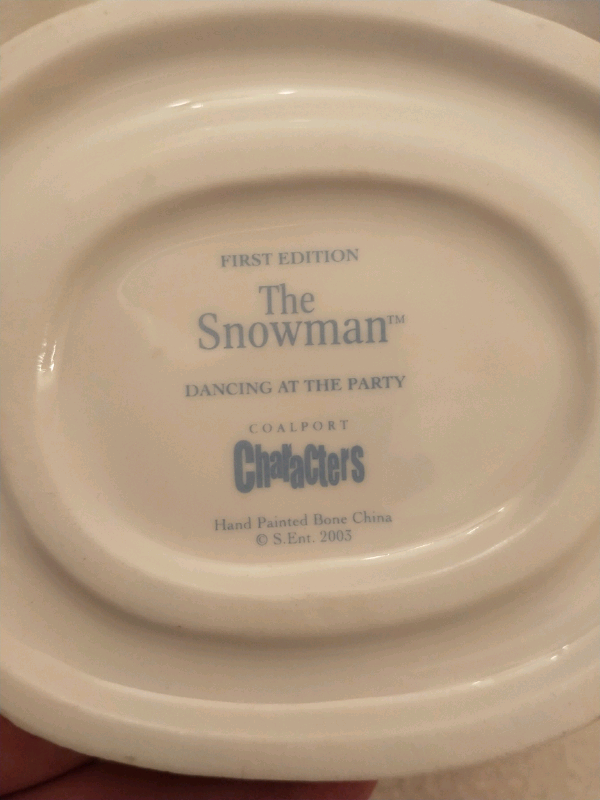 FIRST EDITION
The
Snowman™
DANCING AT THE PARTY
COALPORT
Characters
Hand Painted Bone China
© S.Ent. 2003